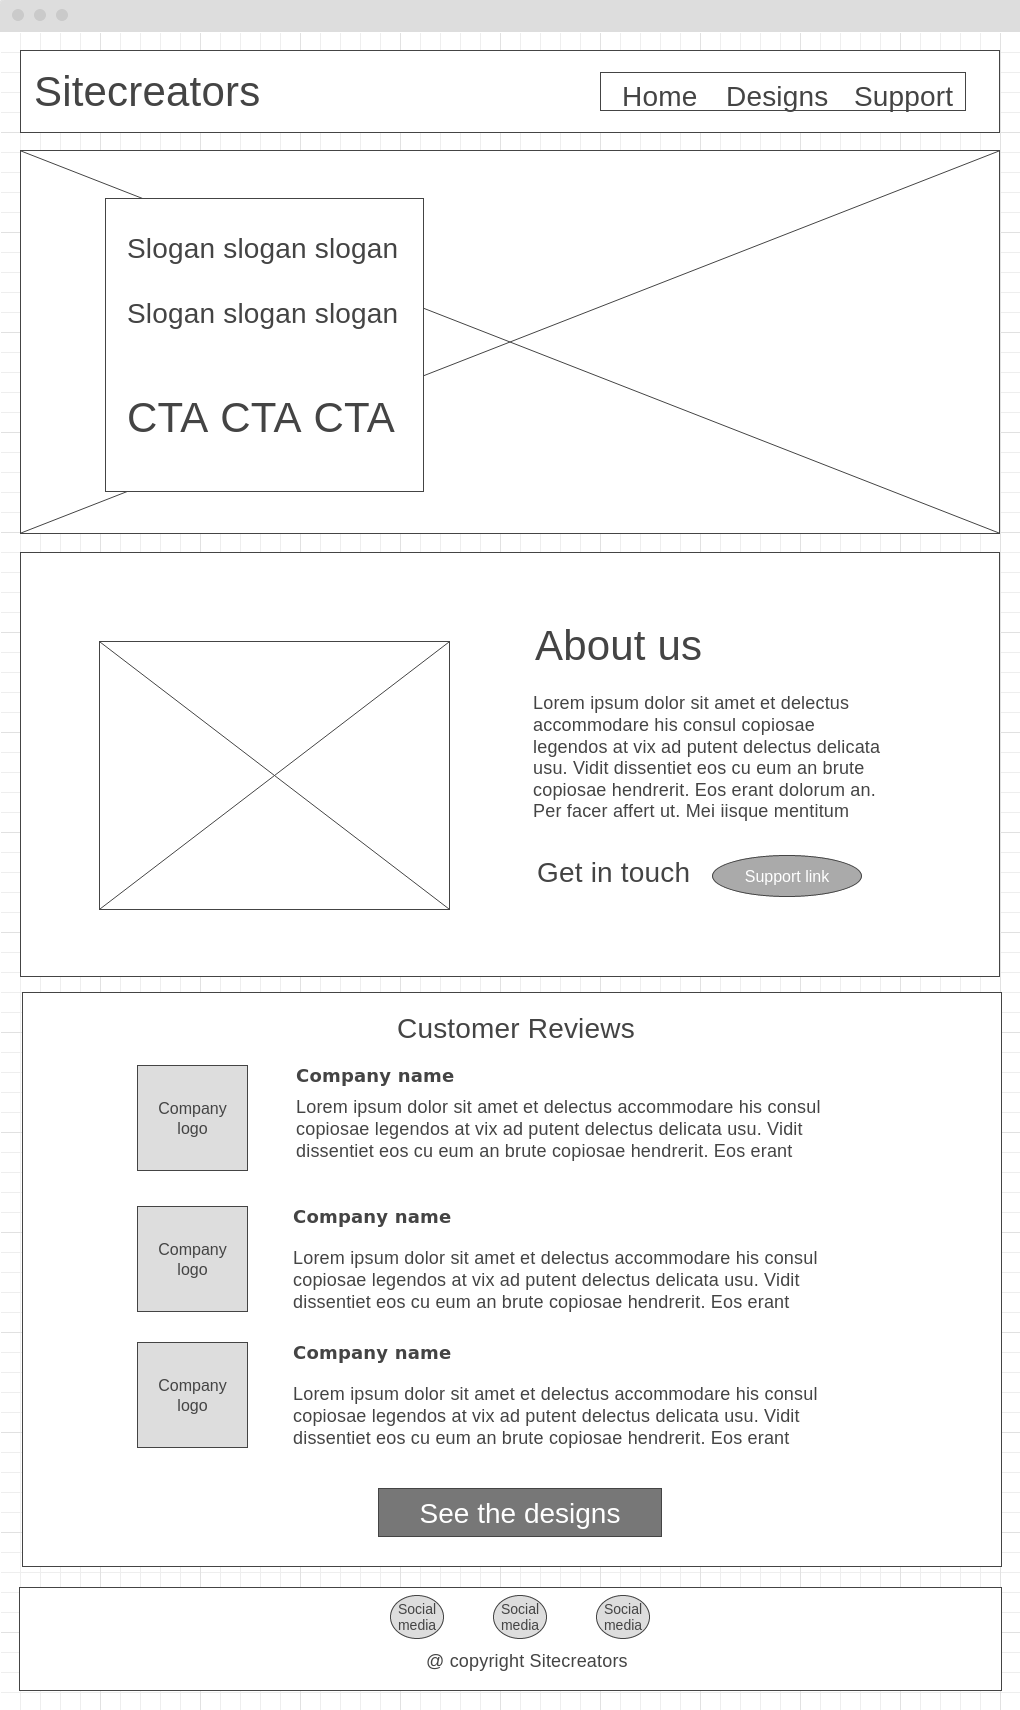 Sitecreators
Home Designs Support
Slogan slogan slogan
Slogan slogan slogan
CTA CTA CTA
About us
Lorem ipsum dolor sit amet et delectus
accommodare his consul copiosae
legendos at vix ad putent delectus delicata
usu. Vidit dissentiet eos cu eum an brute
copiosae hendrerit. Eos erant dolorum an.
Per facer affert ut. Mei iisque mentitum
Get in touch
Support link
Customer Reviews
Company
logo
Company name
Lorem ipsum dolor sit amet et delectus accommodare his consul
copiosae legendos at vix ad putent delectus delicata usu. Vidit
dissentiet eos cu eum an brute copiosae hendrerit. Eos erant
Company
logo
Company name
Lorem ipsum dolor sit amet et delectus accommodare his consul
copiosae legendos at vix ad putent delectus delicata usu. Vidit
dissentiet eos cu eum an brute copiosae hendrerit. Eos erant
Company
logo
Company name
Lorem ipsum dolor sit amet et delectus accommodare his consul
copiosae legendos at vix ad putent delectus delicata usu. Vidit
dissentiet eos cu eum an brute copiosae hendrerit. Eos erant
See the designs
Social
media
Social
media
Social
media
@ copyright Sitecreators